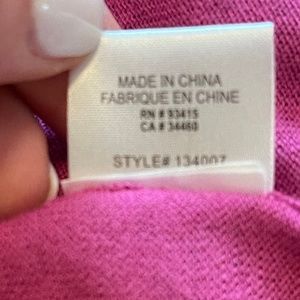 MADE IN CHINA
FABRIQUE EN CHINE
RN # 93415
CA # 34460
STYLE# 134007